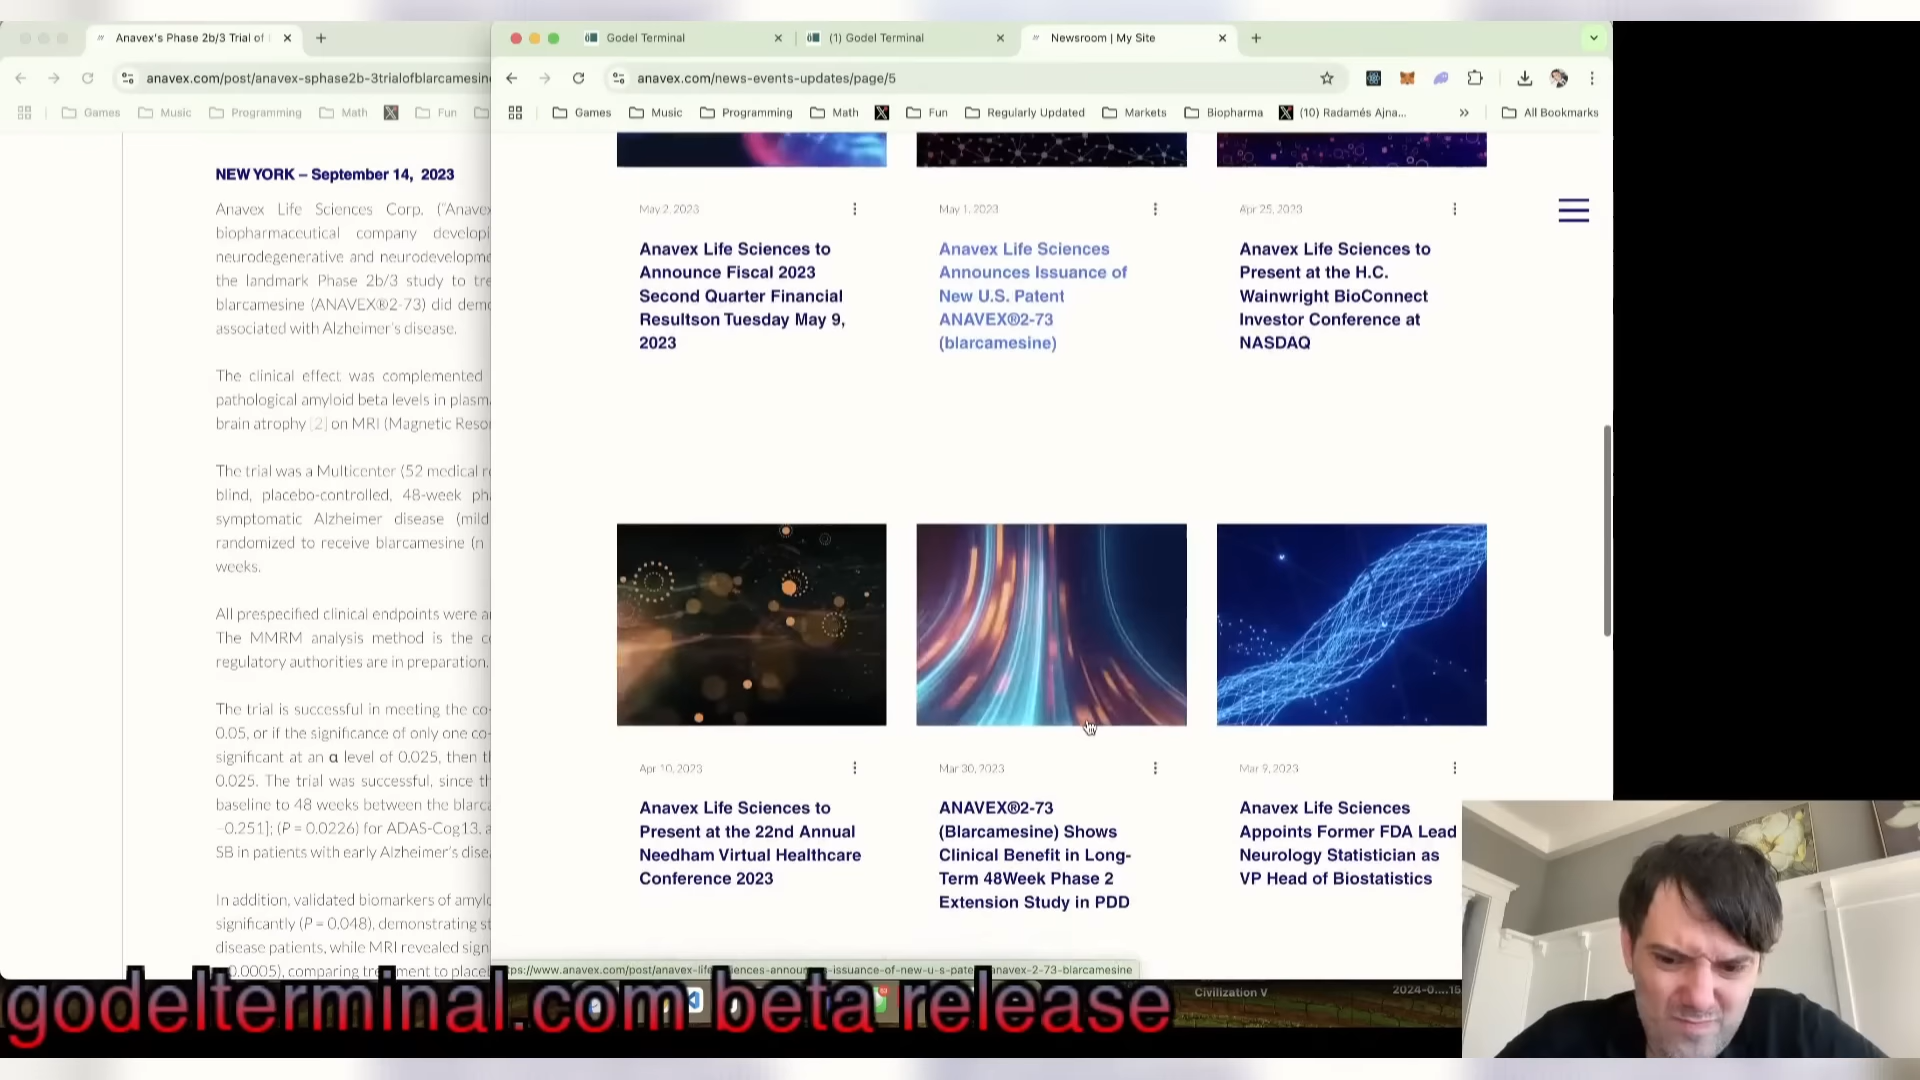 Anavex's Phase 2b/3 Trial of
anavex.com/post/anavex-sphase2b-3trialofblarcamesin
Games
Music
Programming
Math
Fun
NEW YORK – September 14, 2023
Anavex Life Sciences Corp. ("Anavex
biopharmaceutical company developi
neurodegenerative and neurodevelopme
the landmark Phase 2b/3 study to tre
blarcamesine (ANAVEX®2-73) did demo
associated with Alzheimer's disease.
The clinical effect was complemented
pathological amyloid beta levels in plasm
brain atrophy [2] on MRI (Magnetic Reso
The trial was a Multicenter (52 medical r
blind, placebo-controlled, 48-week ph
symptomatic Alzheimer disease (mild
randomized to receive blarcamesine (n
weeks.
All prespecified clinical endpoints were a
The MMRM analysis method is the c
regulatory authorities are in preparation.
The trial is successful in meeting the co-
0.05, or if the significance of only one co-
significant at an α level of 0.025, then t
0.025. The trial was successful, since th
baseline to 48 weeks between the blarca
−0.251]; (P = 0.0226) for ADAS-Cog13, a
SB in patients with early Alzheimer's dise
In addition, validated biomarkers of amylo
significantly (P = 0.048), demonstrating st
disease patients, while MRI revealed sign
0.0005), comparing treatment to place
Godel Terminal
(1) Godel Terminal
Newsroom | My Site
anavex.com/news-events-updates/page/5
Games
Music
Programming
Math
Fun
Regularly Updated
Markets
Biopharma
(10) Radamés Ajna...
All Bookmarks
May 2, 2023
Anavex Life Sciences to
Announce Fiscal 2023
Second Quarter Financial
Resultson Tuesday May 9,
2023
May 1, 2023
Anavex Life Sciences
Announces Issuance of
New U.S. Patent
ANAVEX®2-73
(blarcamesine)
Apr 25, 2023
Anavex Life Sciences to
Present at the H.C.
Wainwright BioConnect
Investor Conference at
NASDAQ
Apr 10, 2023
Anavex Life Sciences to
Present at the 22nd Annual
Needham Virtual Healthcare
Conference 2023
Mar 30, 2023
ANAVEX®2-73
(Blarcamesine) Shows
Clinical Benefit in Long-
Term 48Week Phase 2
Extension Study in PDD
Mar 9, 2023
Anavex Life Sciences
Appoints Former FDA Lead
Neurology Statistician as
VP Head of Biostatistics
Civilization V
godelterminal.com beta release